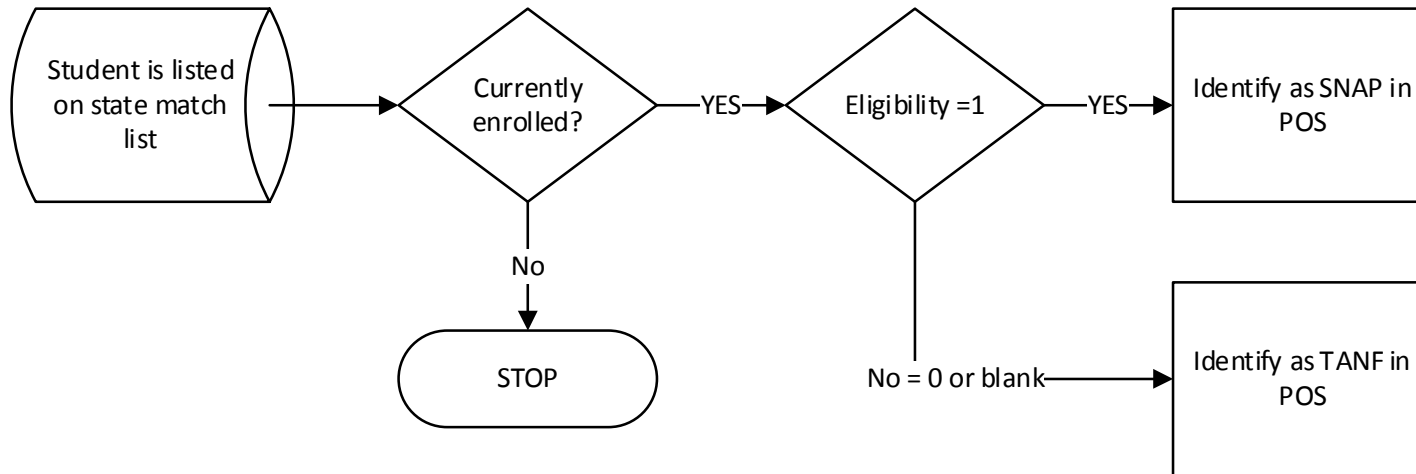 Student is listed
on state match
list
Currently
enrolled?
YES
Eligibility =1
YES
Identify as SNAP in
POS
No
STOP
No = 0 or blank
Identify as TANF in
POS